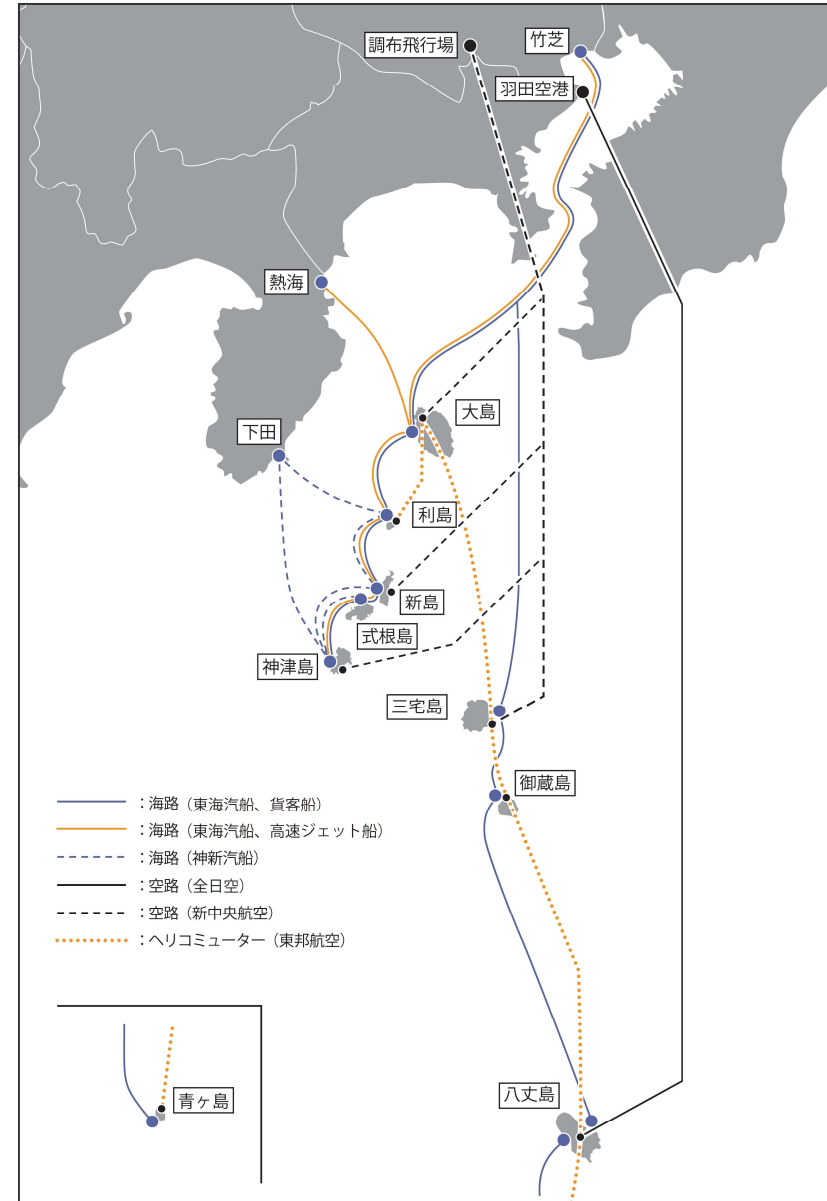 調布飛行場
竹芝
羽田空港
熱海
大島
下田
利島
新島
式根島
神津島
三宅島
御蔵島
：海路（東海汽船、貨客船）
：海路（東海汽船、高速ジェット船）
：海路（神新汽船）
：空路（全日空）
：空路（新中央航空）
：ヘリコミューター（東邦航空）
八丈島
青ヶ島